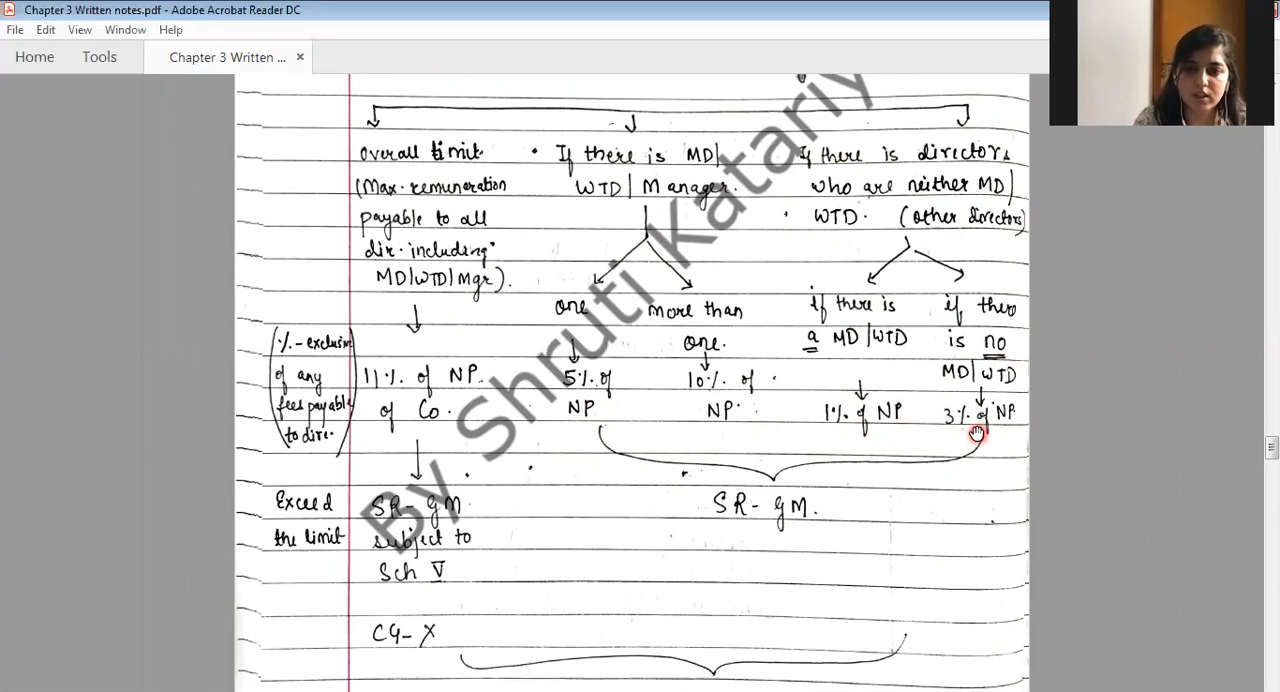 Chapter 3 Written notes.pdf - Adobe Acrobat Reader DC
File Edit View Window Help
Home Tools Chapter 3 Written ... ×
By Shruti Katariy
Overall limit
(Max. remuneration
payable to all
dir. including
MD/WTD/Mgr).
11% of NP
of Co.
(% - exclusive
of any
fees payable
to dir.)
If there is MD/
WTD/Manager.
one
5% of
NP
more than
one.
10% of
NP.
If there is directors
who are neither MD/
WTD. (other directors)
if there is
a MD/WTD
1% of NP
if there
is no
MD/WTD
3% of NP
Exceed
the limit
SR- GM
subject to
Sch V
SR- GM.
CG- X